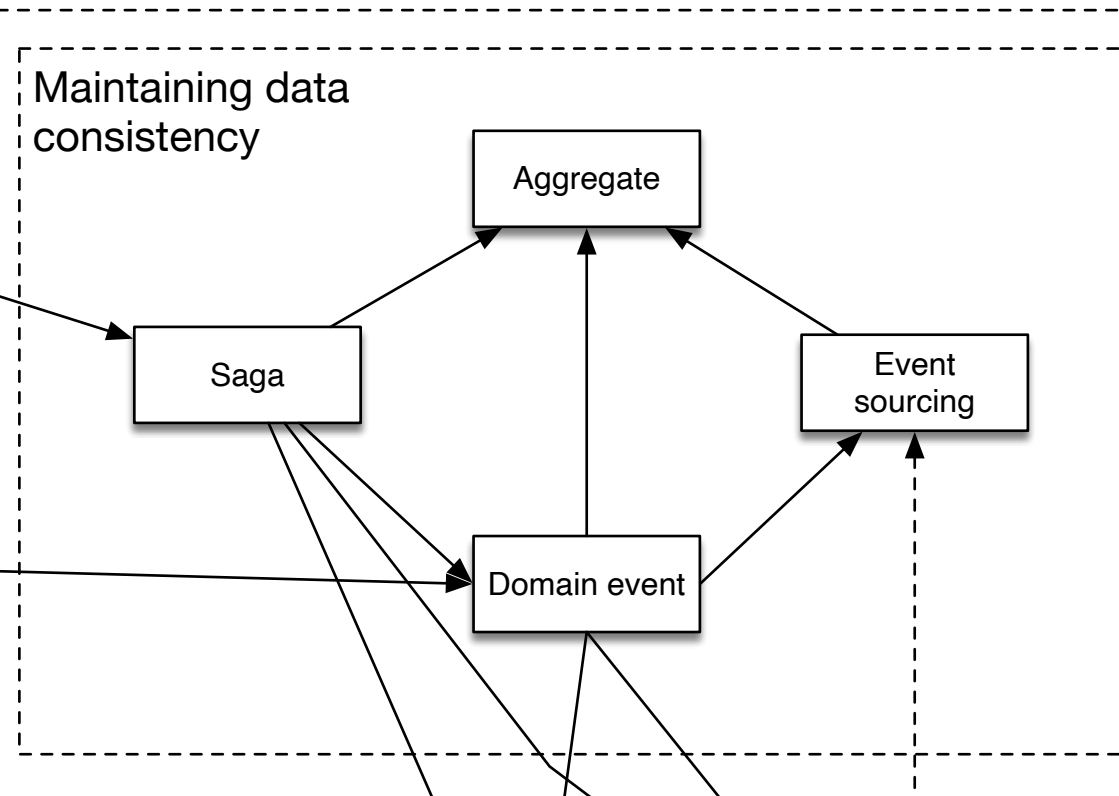 Maintaining data
consistency
Aggregate
Saga
Event
sourcing
Domain event